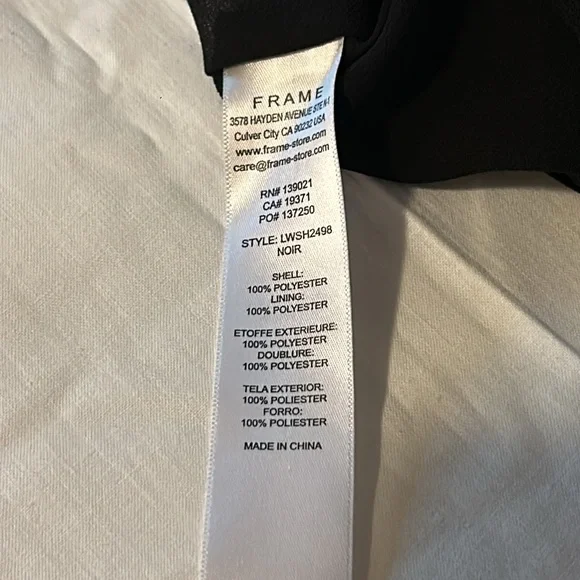 FRAME
3578 HAYDEN AVENUE STE N-1
Culver City CA 90232 USA
www.frame-store.com
care@frame-store.com
RN# 139021
CA# 19371
PO# 137250
STYLE: LWSH2498
NOIR
SHELL:
100% POLYESTER
LINING:
100% POLYESTER
ETOFFE EXTERIEURE:
100% POLYESTER
DOUBLURE:
100% POLYESTER
TELA EXTERIOR:
100% POLIESTER
FORRO:
100% POLIESTER
MADE IN CHINA